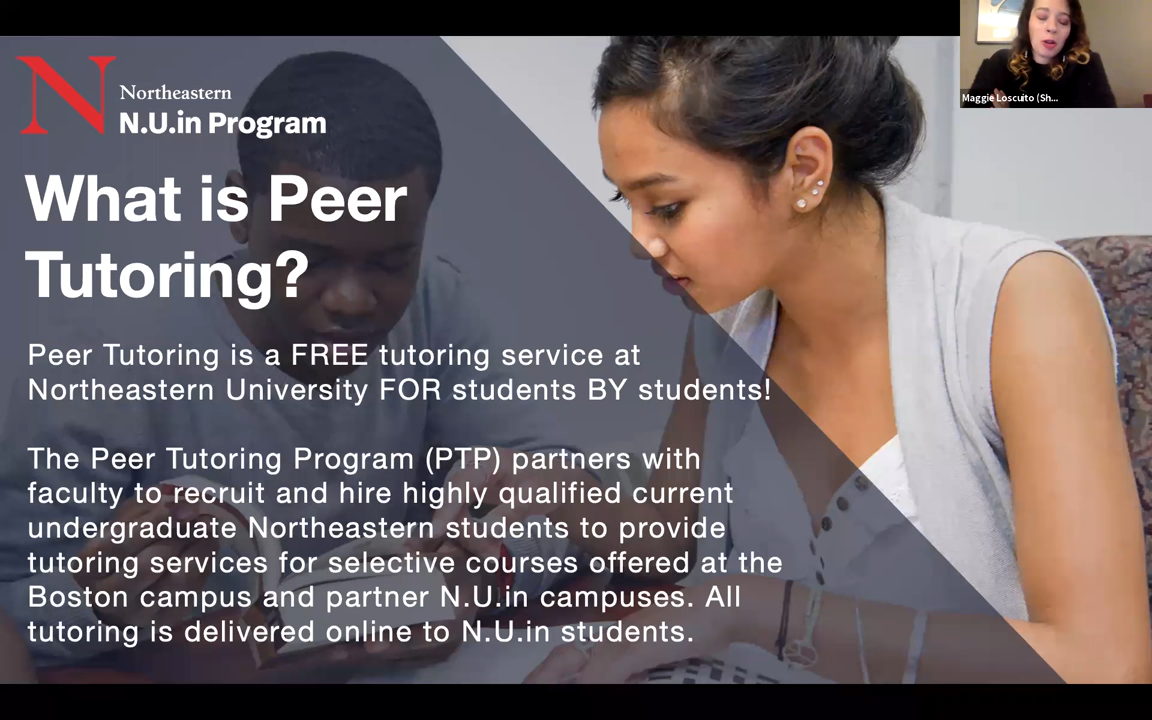 N
Northeastern
N.U.in Program
What is Peer
Tutoring?
Peer Tutoring is a FREE tutoring service at
Northeastern University FOR students BY students!
The Peer Tutoring Program (PTP) partners with
faculty to recruit and hire highly qualified current
undergraduate Northeastern students to provide
tutoring services for selective courses offered at the
Boston campus and partner N.U.in campuses. All
tutoring is delivered online to N.U.in students.
Maggie Loscuito (Sh...